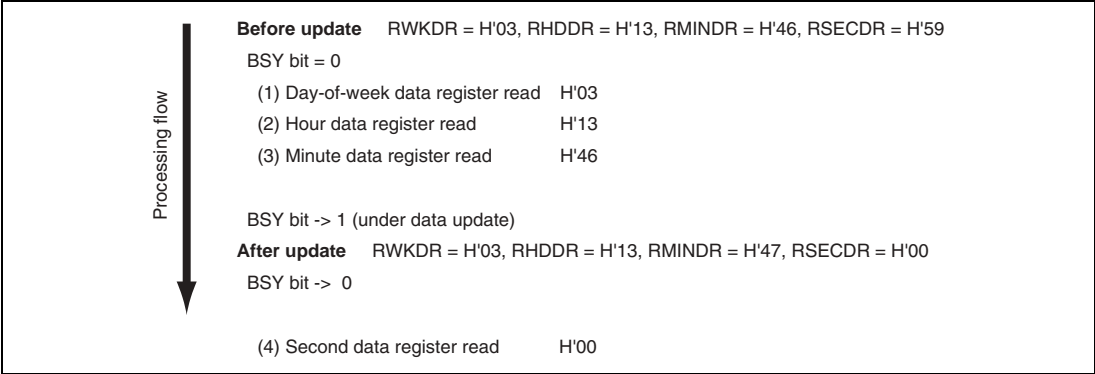 Processing flow
Before update RWKDR = H'03, RHDDR = H'13, RMINDR = H'46, RSECDR = H'59
BSY bit = 0
(1) Day-of-week data register read H'03
(2) Hour data register read H'13
(3) Minute data register read H'46
BSY bit -> 1 (under data update)
After update RWKDR = H'03, RHDDR = H'13, RMINDR = H'47, RSECDR = H'00
BSY bit -> 0
(4) Second data register read H'00